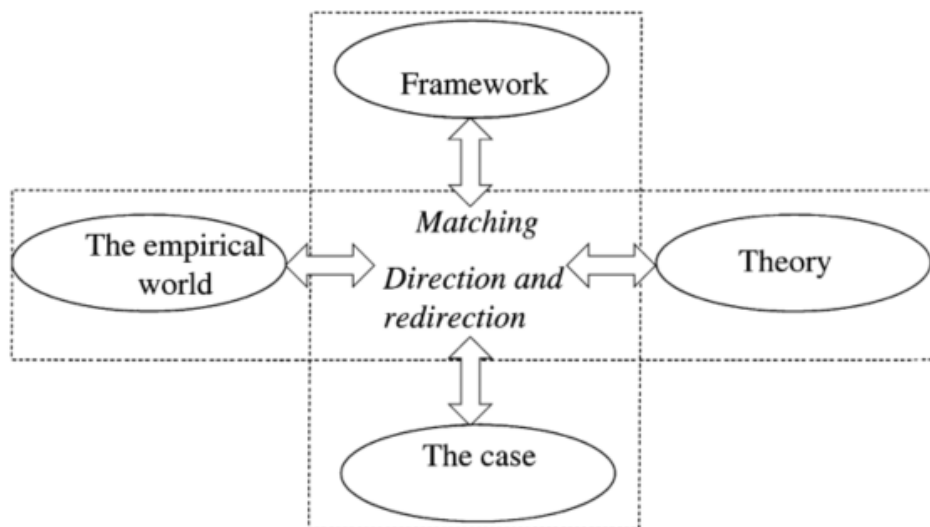 Framework
Matching
The empirical
world
Direction and
redirection
Theory
The case